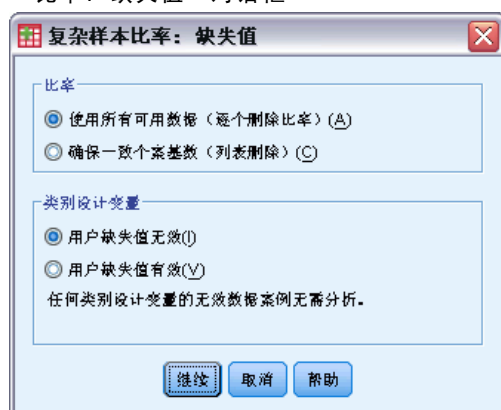 复杂样本比率：缺失值
比率
使用所有可用数据（逐个删除比率）(A)
确保一致个案基数（列表删除）(C)
类别设计变量
用户缺失值无效(I)
用户缺失值有效(V)
任何类别设计变量的无效数据案例无需分析。
继续 取消 帮助